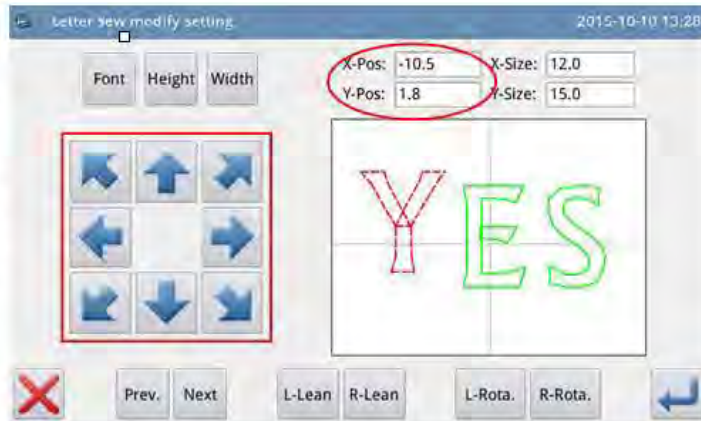 Letter sew modify setting 2015-10-10 13:28
Font Height Width
X-Pos: -10.5 X-Size: 12.0
Y-Pos: 1.8 Y-Size: 15.0
YES
Prev. Next L-Lean R-Lean L-Rota. R-Rota.